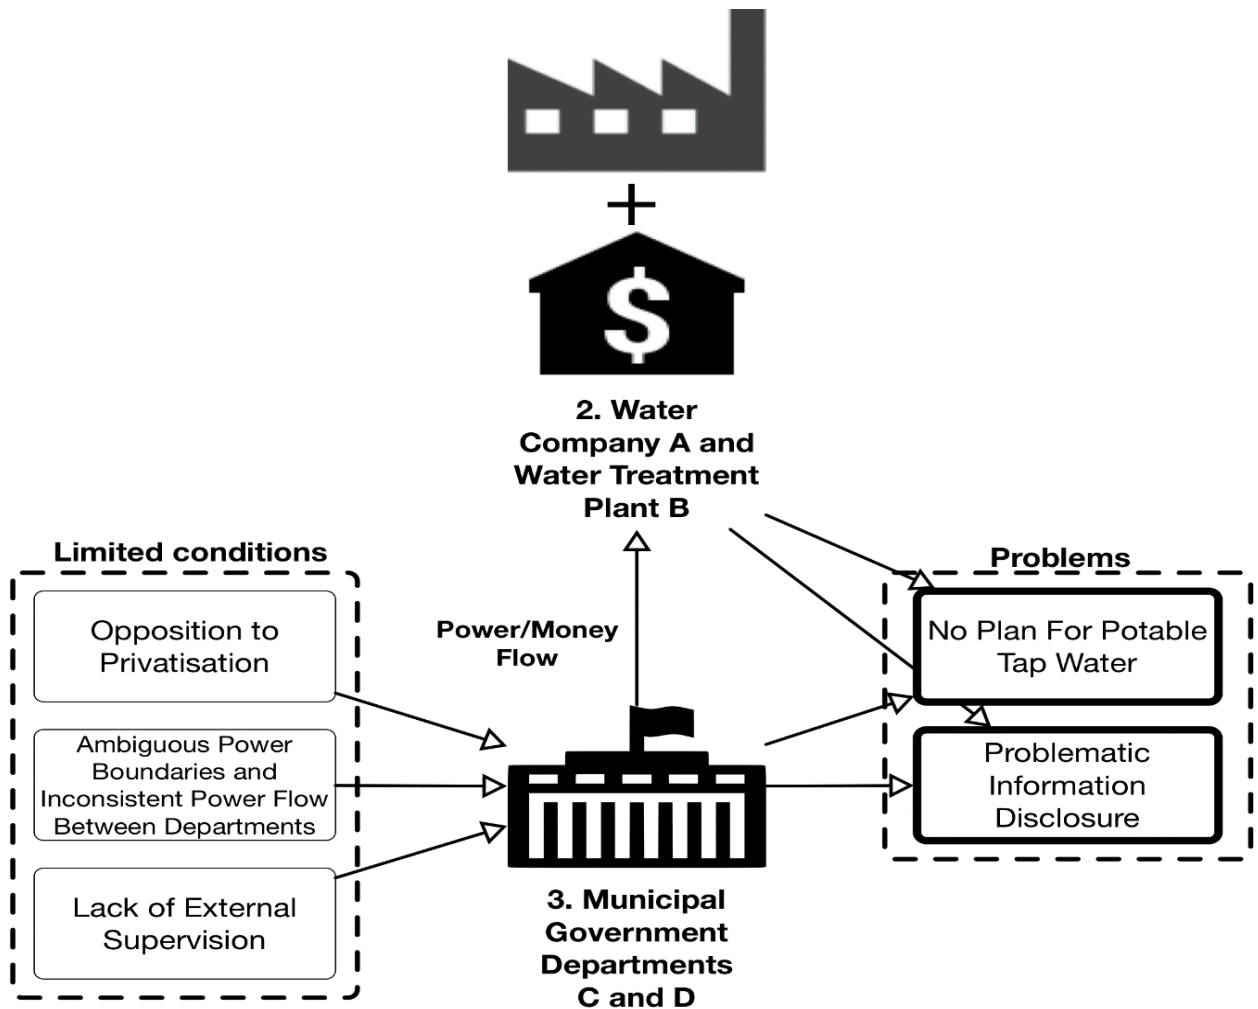 $
2. Water
Company A and
Water Treatment
Plant B
Limited conditions
Opposition to
Privatisation
Ambiguous Power
Boundaries and
Inconsistent Power Flow
Between Departments
Lack of External
Supervision
Power/Money
Flow
3. Municipal
Government
Departments
C and D
Problems
No Plan For Potable
Tap Water
Problematic
Information
Disclosure